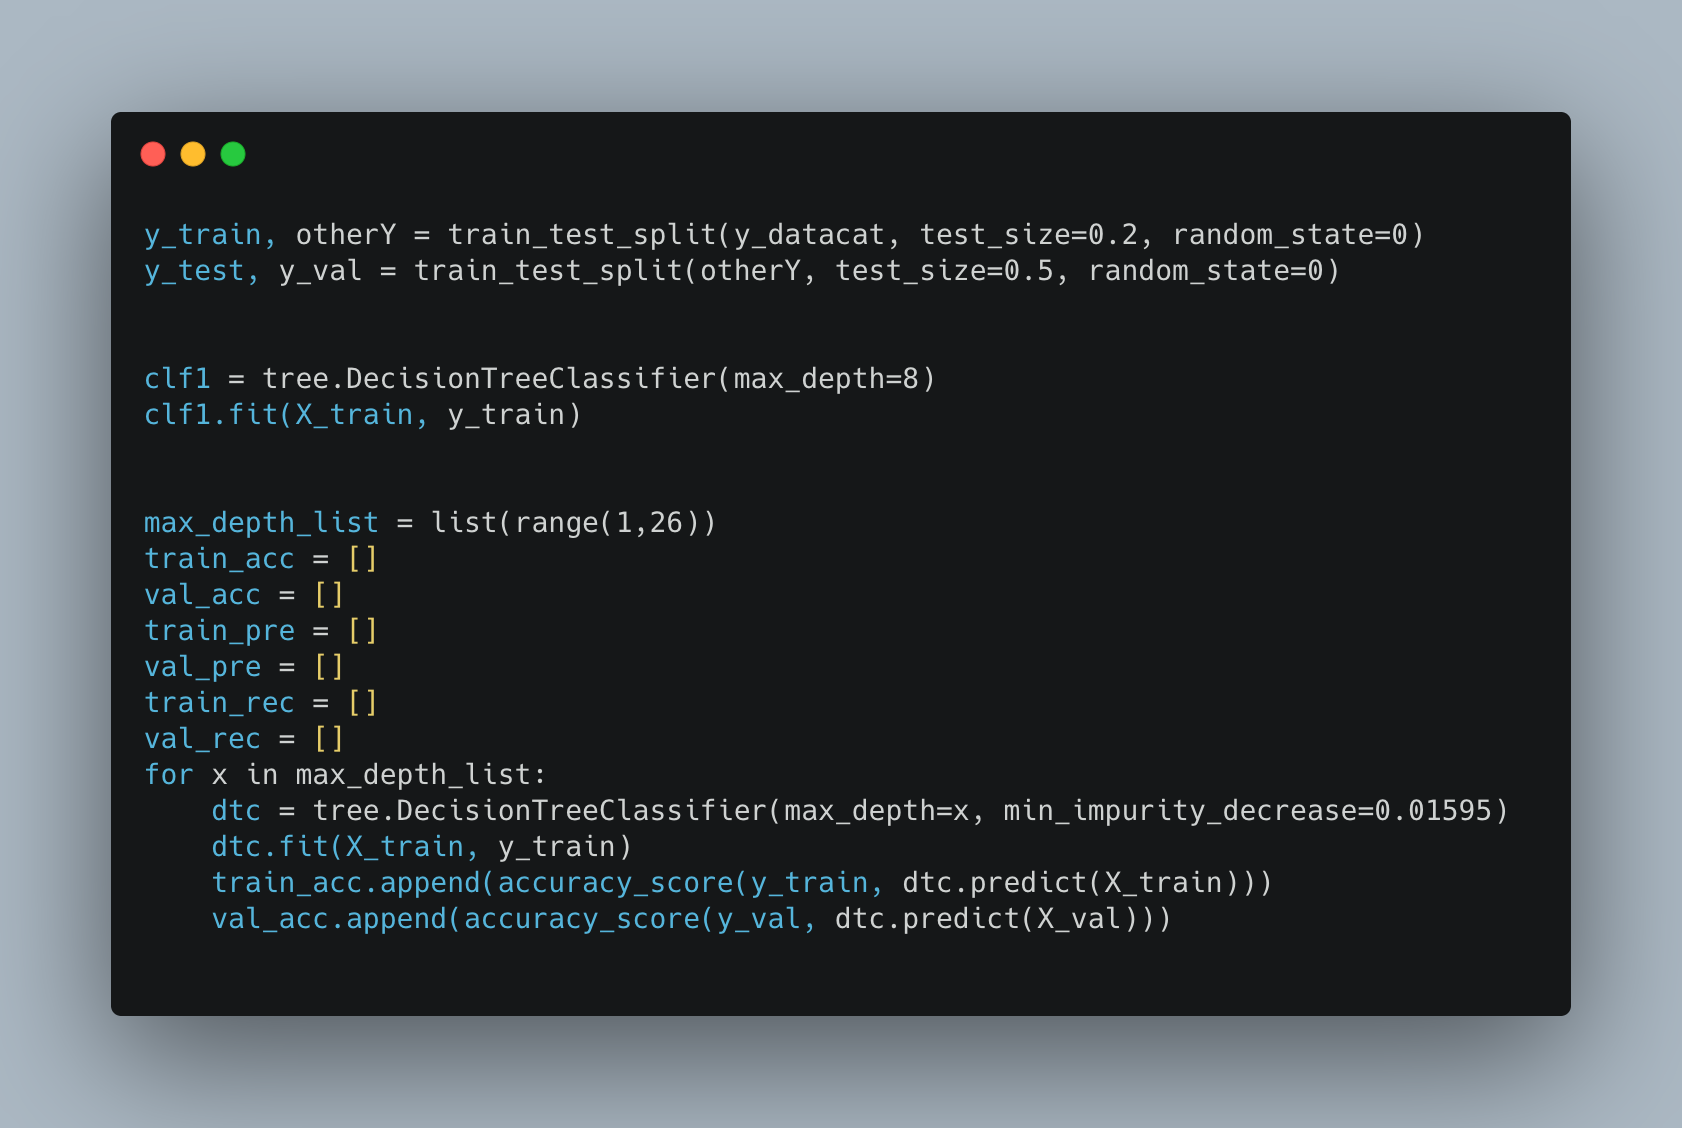 y_train, otherY = train_test_split(y_datacat, test_size=0.2, random_state=0)
y_test, y_val = train_test_split(otherY, test_size=0.5, random_state=0)
clf1 = tree.DecisionTreeClassifier(max_depth=8)
clf1.fit(X_train, y_train)
max_depth_list = list(range(1,26))
train_acc = []
val_acc = []
train_pre = []
val_pre = []
train_rec = []
val_rec = []
for x in max_depth_list:
    dtc = tree.DecisionTreeClassifier(max_depth=x, min_impurity_decrease=0.01595)
    dtc.fit(X_train, y_train)
    train_acc.append(accuracy_score(y_train, dtc.predict(X_train)))
    val_acc.append(accuracy_score(y_val, dtc.predict(X_val)))